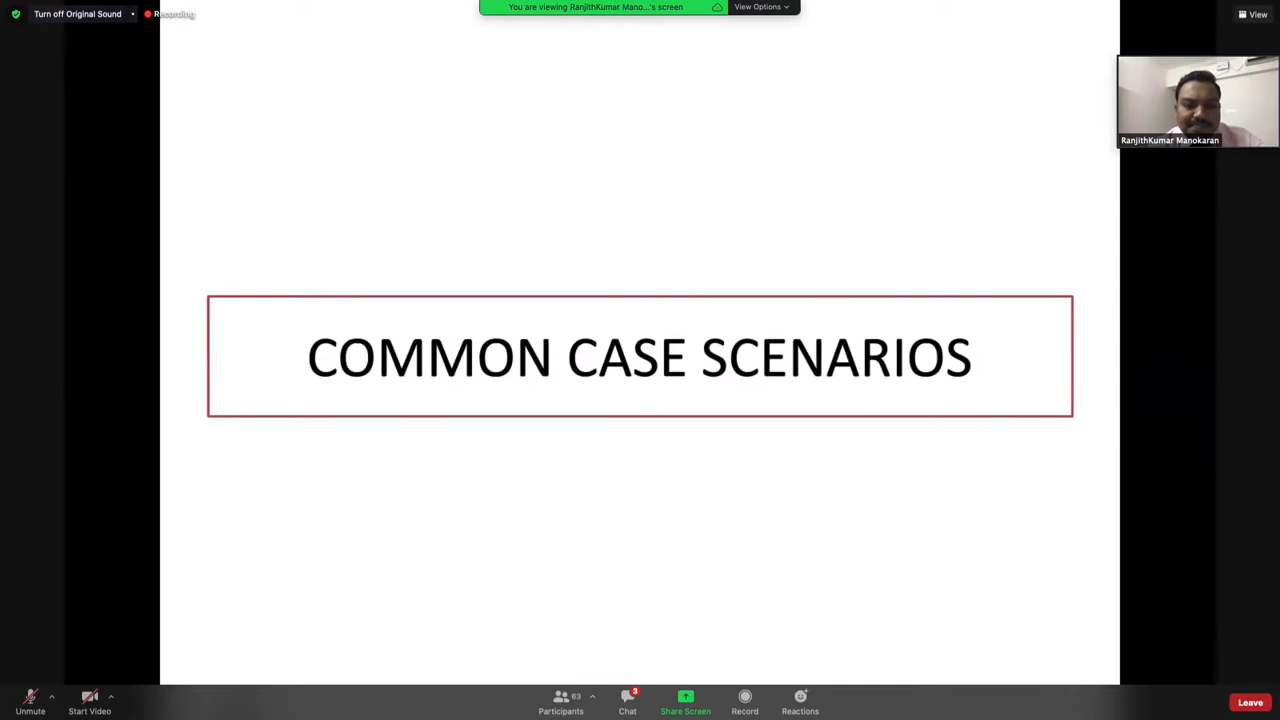 Turn off Original Sound
Recording
You are viewing RanjithKumar Mano...'s screen
View Options
View
RanjithKumar Manokaran
COMMON CASE SCENARIOS
Unmute
Start Video
63
Participants
3
Chat
Share Screen
Record
Reactions
Leave